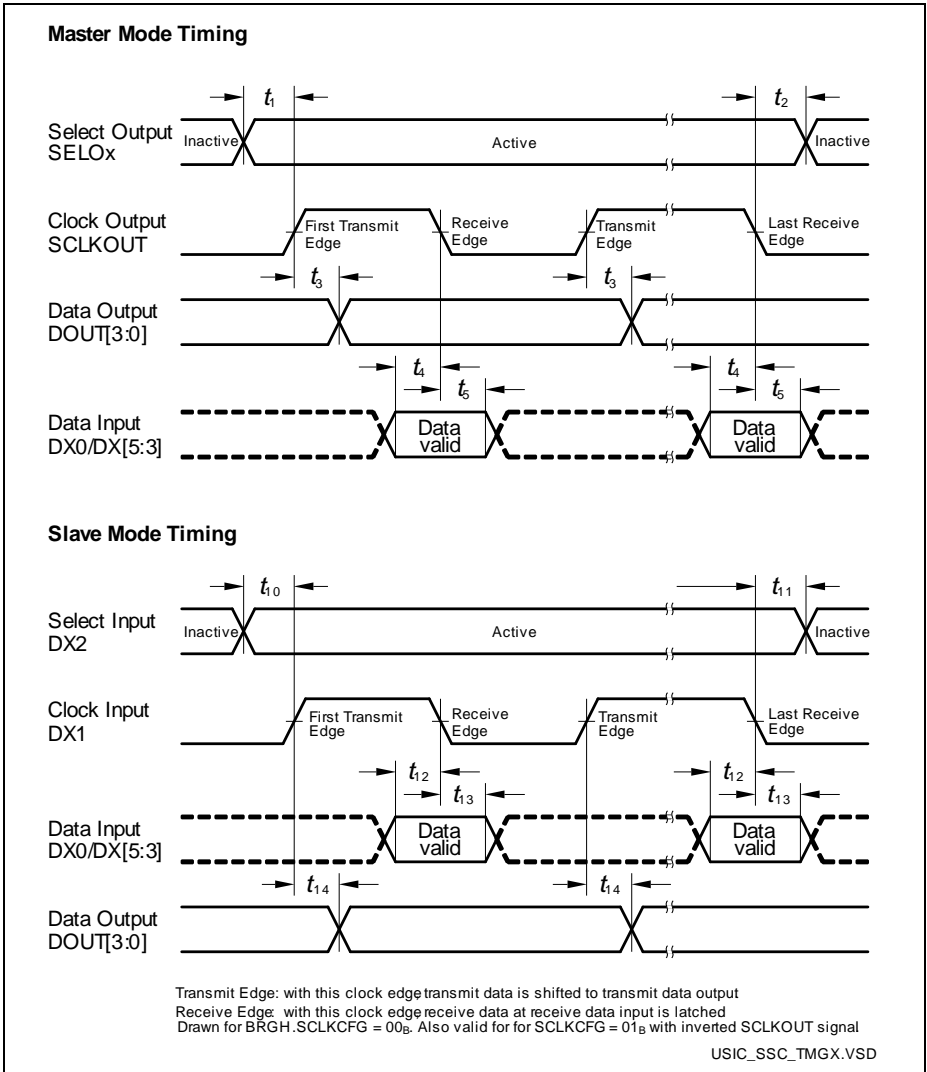 Master Mode Timing
t1
t2
Select Output
SELOx
Inactive
Active
Inactive
Clock Output
SCLKOUT
First Transmit
Edge
Receive
Edge
Transmit
Edge
Last Receive
Edge
t3
t3
Data Output
DOUT[3:0]
t4
t5
t4
t5
Data Input
DX0/DX[5:3]
Data
valid
Data
valid
Slave Mode Timing
t10
t11
Select Input
DX2
Inactive
Active
Inactive
Clock Input
DX1
First Transmit
Edge
Receive
Edge
Transmit
Edge
Last Receive
Edge
t12
t13
t12
t13
Data Input
DX0/DX[5:3]
Data
valid
Data
valid
t14
t14
Data Output
DOUT[3:0]
Transmit Edge: with this clock edge, transmit data is shifted to transmit data output
Receive Edge: with this clock edge, receive data at receive data input is latched
Drawn for BRGH.SCLKCFG = 00B. Also valid for for SCLKCFG = 01B with inverted SCLKOUT signal.
USIC_SSC_TMGX.VSD